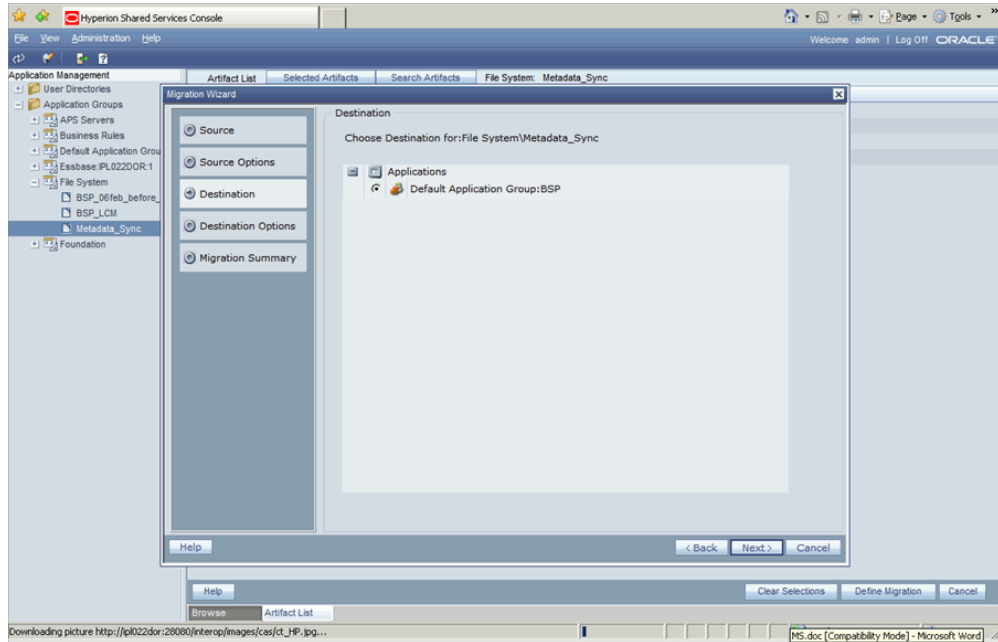 Hyperion Shared Services Console
Page
Tools
»
File View Administration Help
Welcome admin | Log Off ORACLE
Application Management
User Directories
Application Groups
APS Servers
Business Rules
Default Application Grou
Essbase:IPL022DOR:1
File System
BSP_06feb_before_
BSP_LCM
Metadata_Sync
Foundation
Artifact List Selected Artifacts Search Artifacts File System: Metadata_Sync
Migration Wizard
Source
Source Options
Destination
Destination Options
Migration Summary
Destination
Choose Destination for:File System\Metadata_Sync
Applications
Default Application Group:BSP
Help < Back Next > Cancel
Help Clear Selections Define Migration Cancel
Browse Artifact List
Downloading picture http://ipl022dor:28080/interop/images/cas/ct_HP.jpg...
MS.doc [Compatibility Mode] - Microsoft Word